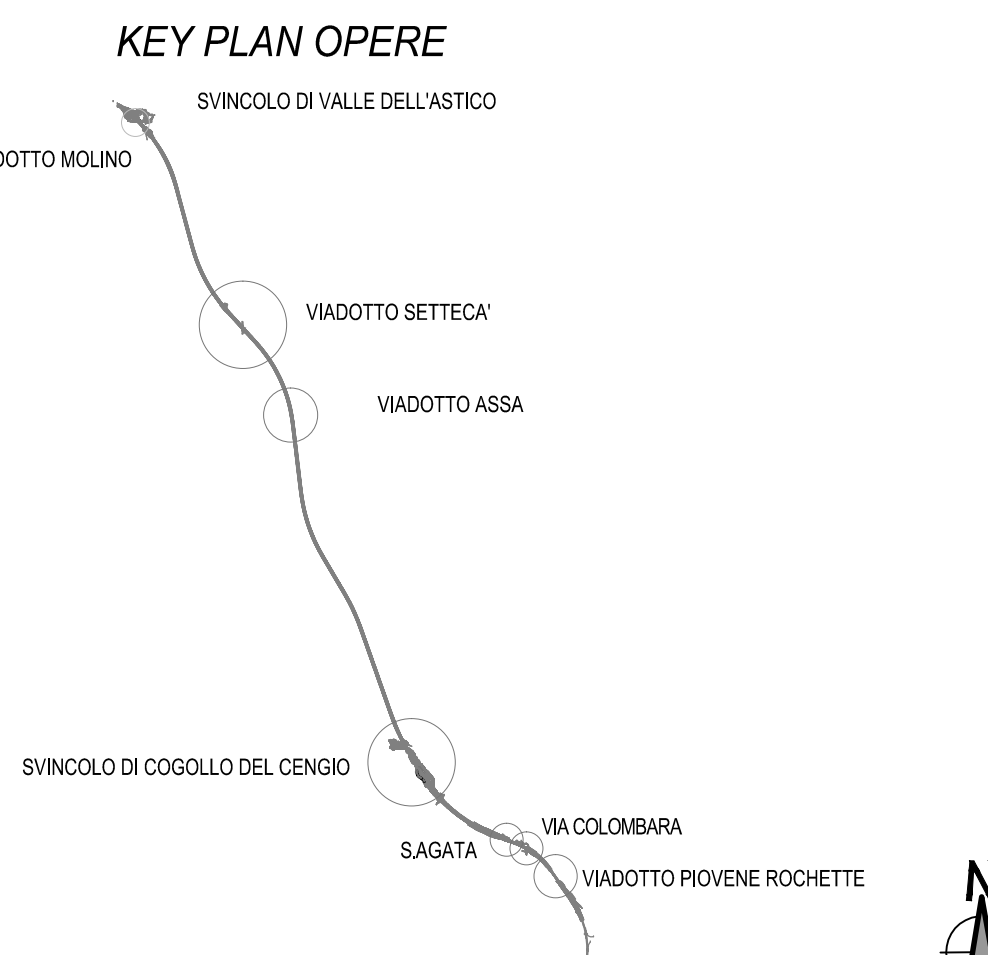 KEY PLAN OPERE
SVINCOLO DI VALLE DELL'ASTICO
DOTTO MOLINO
VIADOTTO SETTECA'
VIADOTTO ASSA
SVINCOLO DI COGOLLO DEL CENGIO
VIA COLOMBARA
S.AGATA
VIADOTTO PIOVENE ROCHETTE
N